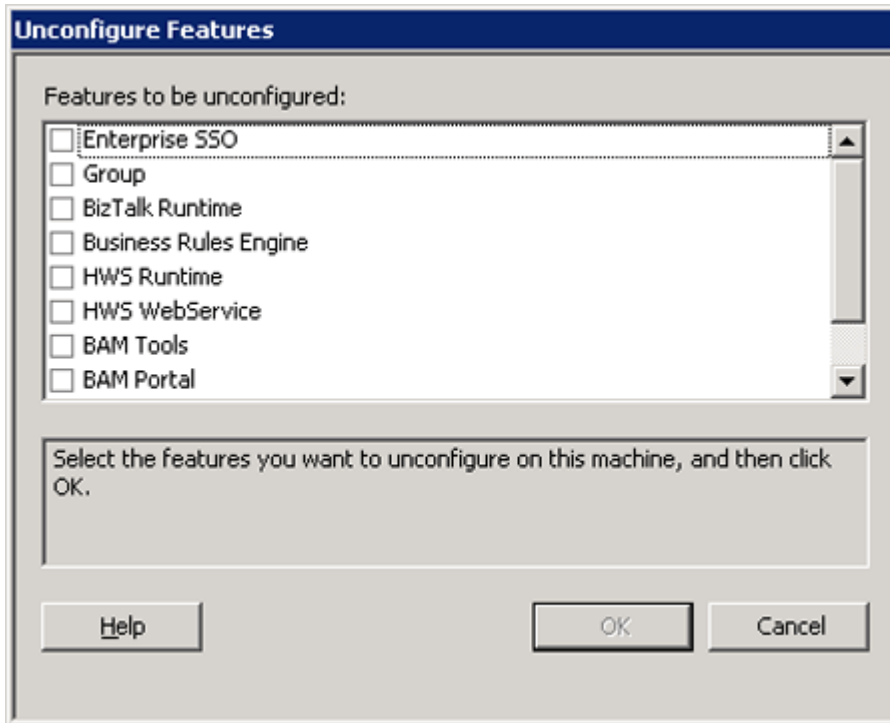 Unconfigure Features
Features to be unconfigured:
Enterprise SSO
Group
BizTalk Runtime
Business Rules Engine
HWS Runtime
HWS WebService
BAM Tools
BAM Portal
Select the features you want to unconfigure on this machine, and then click
OK.
Help
OK
Cancel